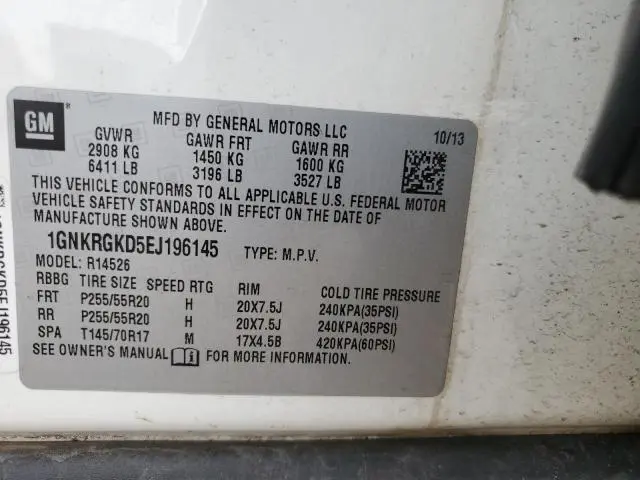 GM
MFD BY GENERAL MOTORS LLC
10/13
GVWR GAWR FRT GAWR RR
2908 KG 1450 KG 1600 KG
6411 LB 3196 LB 3527 LB
THIS VEHICLE CONFORMS TO ALL APPLICABLE U.S. FEDERAL MOTOR
VEHICLE SAFETY STANDARDS IN EFFECT ON THE DATE OF
MANUFACTURE SHOWN ABOVE.
1GNKRGKD5EJ196145 TYPE: M.P.V.
MODEL: R14526
RBBG TIRE SIZE SPEED RTG RIM COLD TIRE PRESSURE
FRT P255/55R20 H 20X7.5J 240KPA(35PSI)
RR P255/55R20 H 20X7.5J 240KPA(35PSI)
SPA T145/70R17 M 17X4.5B 420KPA(60PSI)
SEE OWNER'S MANUAL i FOR MORE INFORMATION.